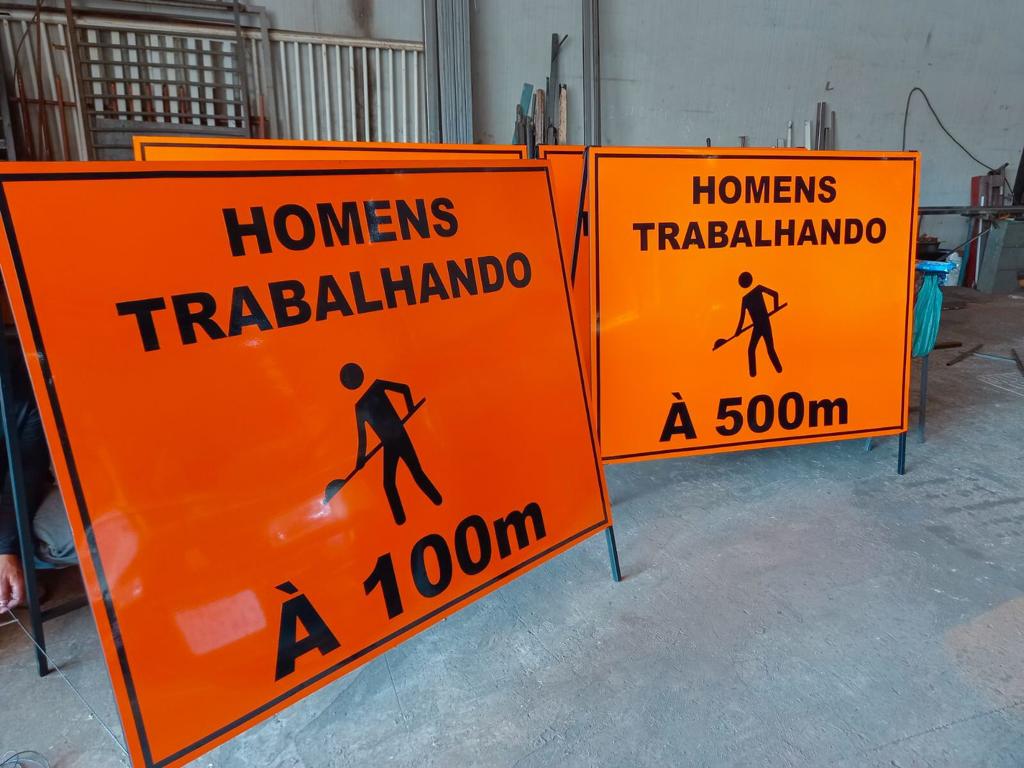 HOMENS
TRABALHANDO
À 100m
HOMENS
TRABALHANDO
À 500m